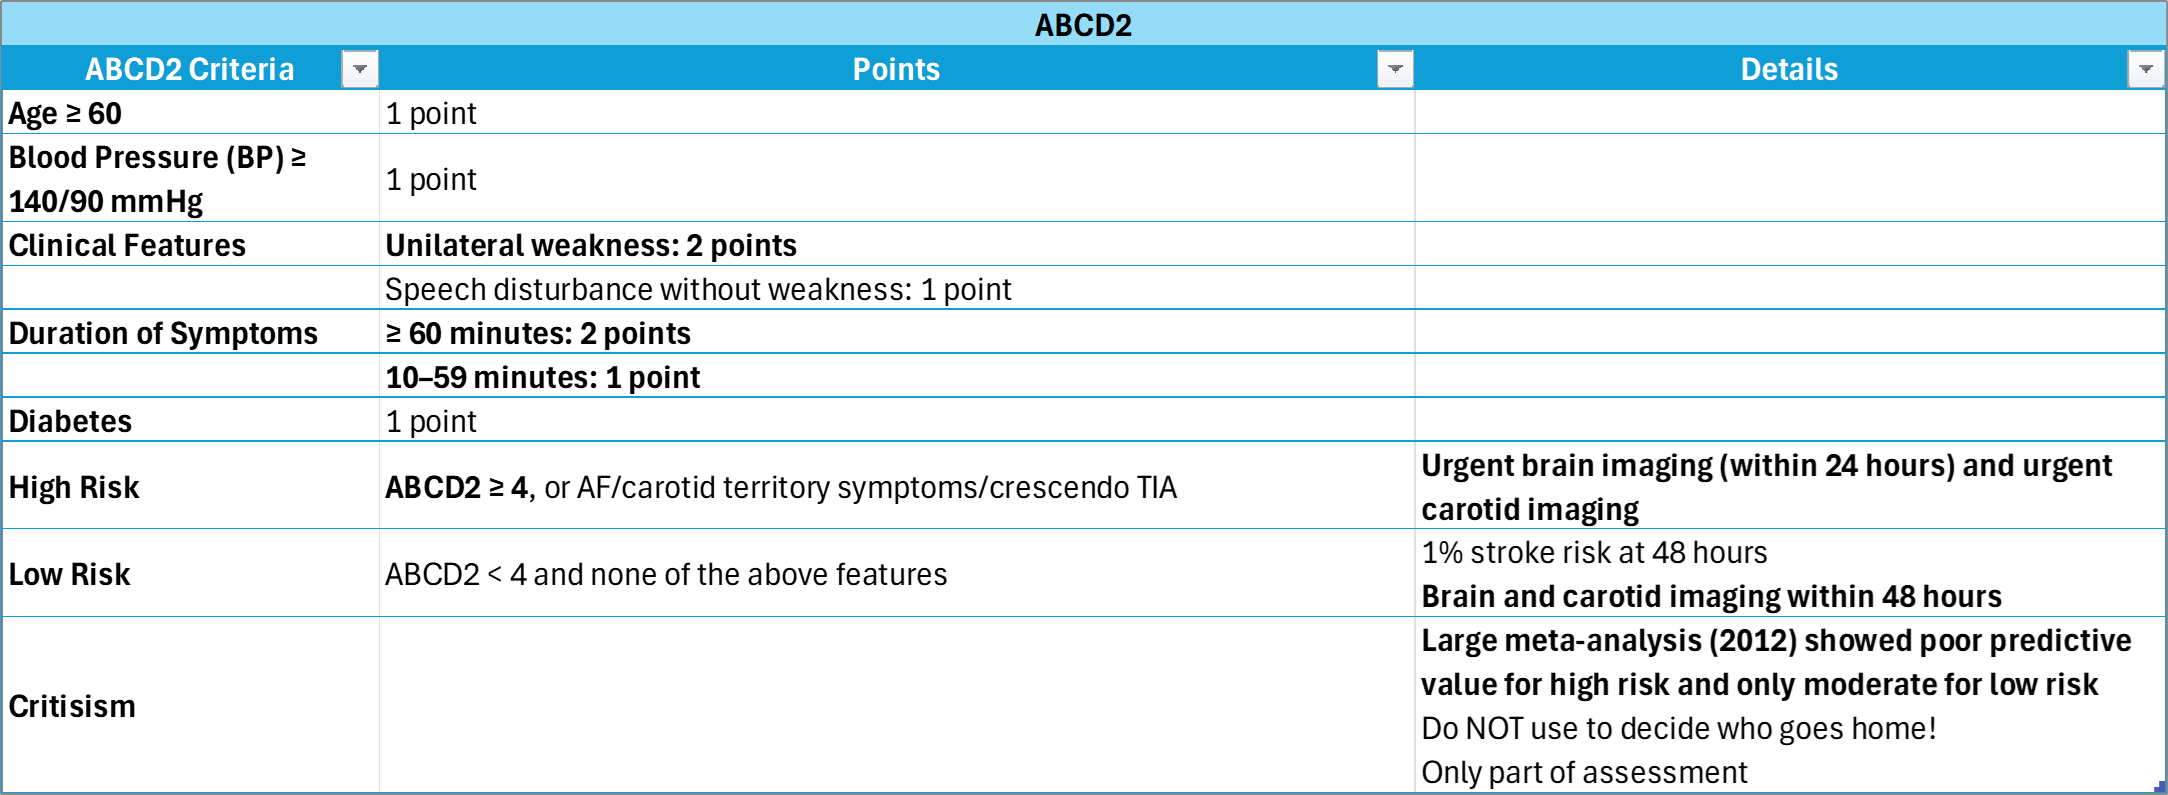 ABCD2
ABCD2 Criteria Points Details
Age ≥ 60 1 point
Blood Pressure (BP) ≥
140/90 mmHg
1 point
Clinical Features Unilateral weakness: 2 points
Speech disturbance without weakness: 1 point
Duration of Symptoms ≥ 60 minutes: 2 points
10–59 minutes: 1 point
Diabetes 1 point
High Risk ABCD2 ≥ 4, or AF/carotid territory symptoms/crescendo TIA
Urgent brain imaging (within 24 hours) and urgent
carotid imaging
Low Risk ABCD2 < 4 and none of the above features
1% stroke risk at 48 hours
Brain and carotid imaging within 48 hours
Critisism
Large meta-analysis (2012) showed poor predictive
value for high risk and only moderate for low risk
Do NOT use to decide who goes home!
Only part of assessment